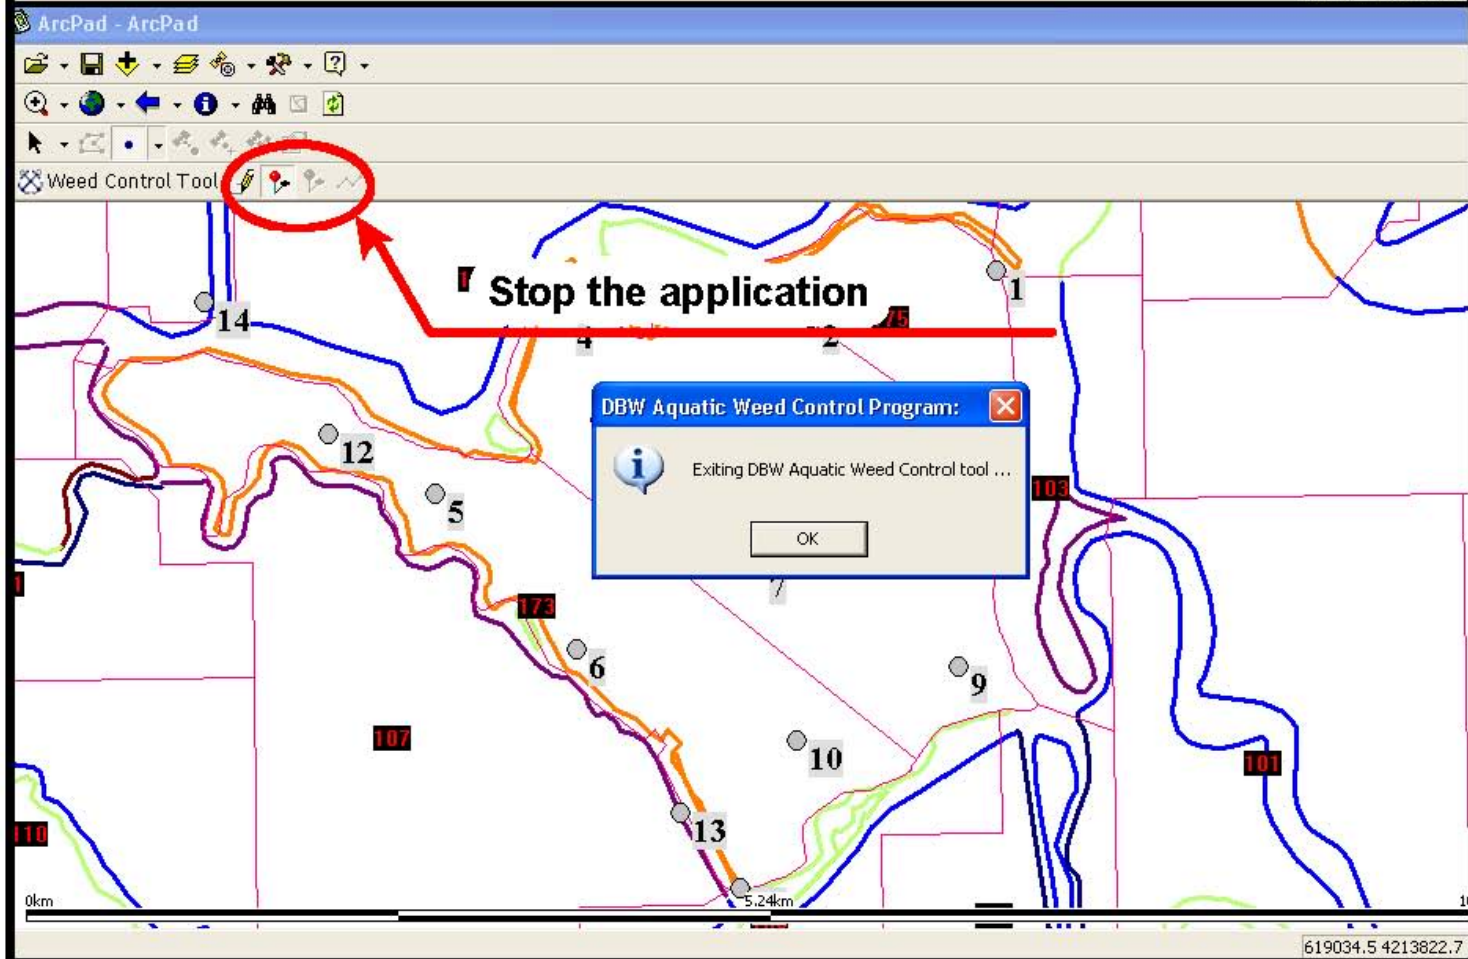 ArcPad - ArcPad
Weed Control Tool
1
Stop the application
75
14
4
2
DBW Aquatic Weed Control Program:
12
Exiting DBW Aquatic Weed Control tool ...
103
5
OK
7
173
6
9
107
10
101
110
13
0km
5.24km
619034.5 4213822.7